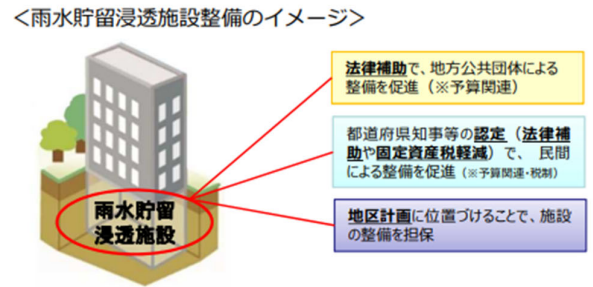 ＜雨水貯留浸透施設整備のイメージ＞
法律補助で、地方公共団体による
整備を促進（※予算関連）
都道府県知事等の認定（法律補
助や固定資産税軽減）で、 民間
による整備を促進（※予算関連・税制）
雨水貯留
浸透施設
地区計画に位置づけることで、施設
の整備を担保